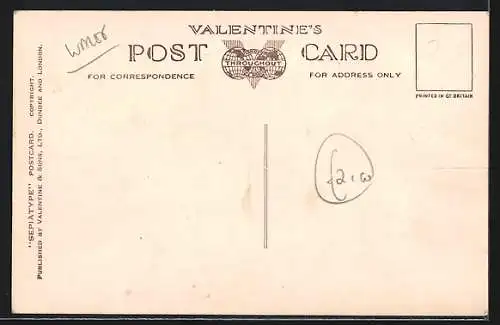 VALENTINE'S
POST CARD
THROUGHOUT
FOR CORRESPONDENCE
FOR ADDRESS ONLY
PRINTED IN GT. BRITAIN
"SEPIATYPE" POSTCARD. COPYRIGHT.
PUBLISHED BY VALENTINE & SONS, LTD., DUNDEE AND LONDON.